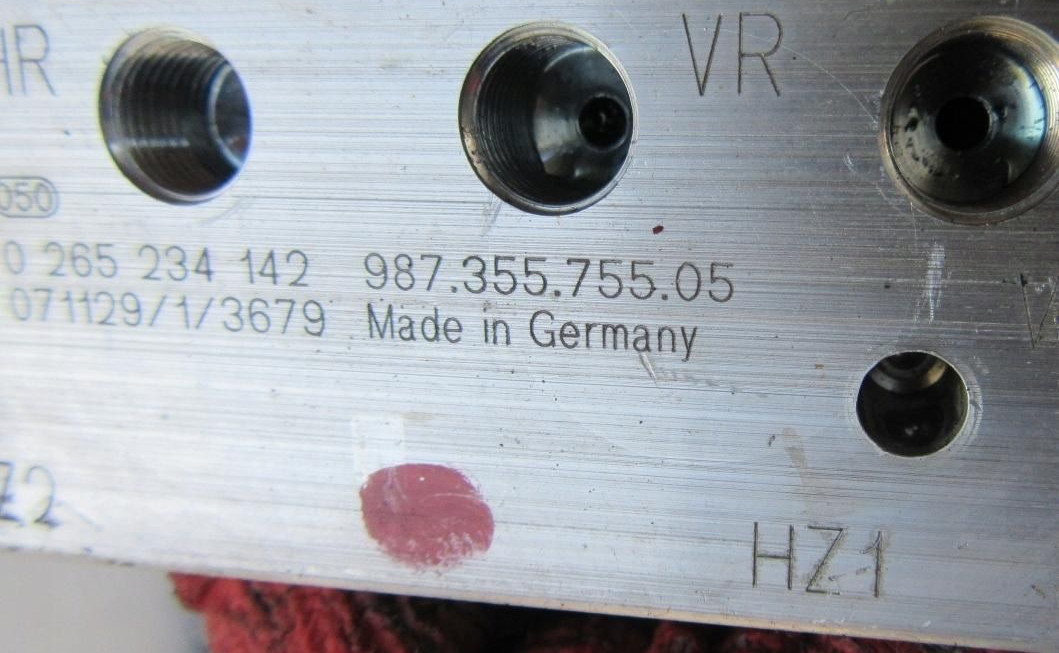 HR VR
050
0 265 234 142 987.355.755.05
071129/1/3679 Made in Germany
Z2
HZ1